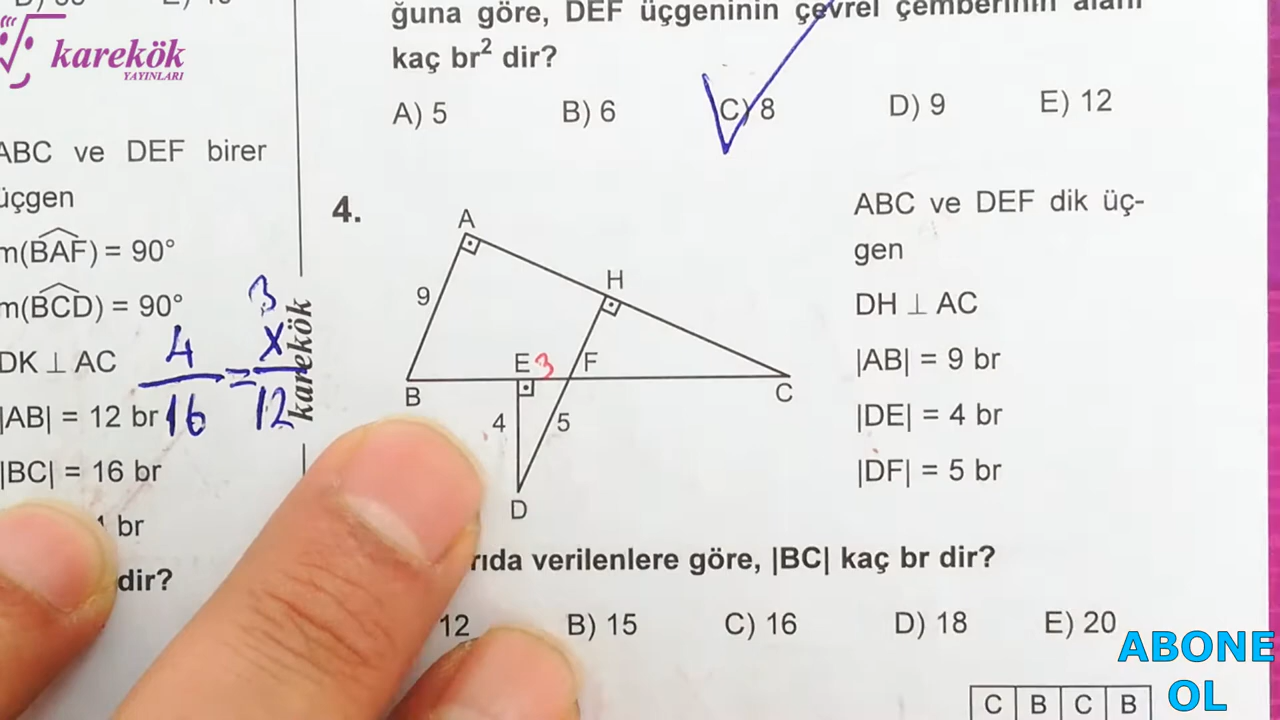 karekök
YAYINLARI
ABC ve DEF birer
üçgen
m(BAF) = 90°
m(BCD) = 90°
DK ⊥ AC
|AB| = 12 br
|BC| = 16 br
br
dir?
4
16
=
3
x
12
karekök
ğuna göre, DEF üçgeninin çevrel çemberinin alanı
kaç br² dir?
A) 5 B) 6 C) 8 D) 9 E) 12
4.
A
H
9
E 3 F
B
C
4 5
D
ABC ve DEF dik üç-
gen
DH ⊥ AC
|AB| = 9 br
|DE| = 4 br
|DF| = 5 br
verilenlere göre, |BC| kaç br dir?
12 B) 15 C) 16 D) 18 E) 20
C B C B
ABONE
OL